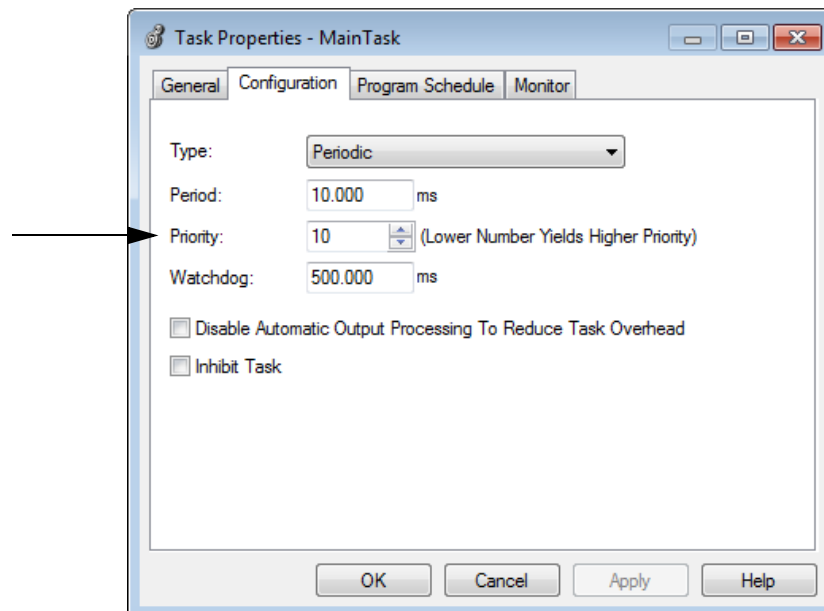 Task Properties - MainTask
General Configuration Program Schedule Monitor
Type: Periodic
Period: 10.000 ms
Priority: 10 (Lower Number Yields Higher Priority)
Watchdog: 500.000 ms
Disable Automatic Output Processing To Reduce Task Overhead
Inhibit Task
OK Cancel Apply Help